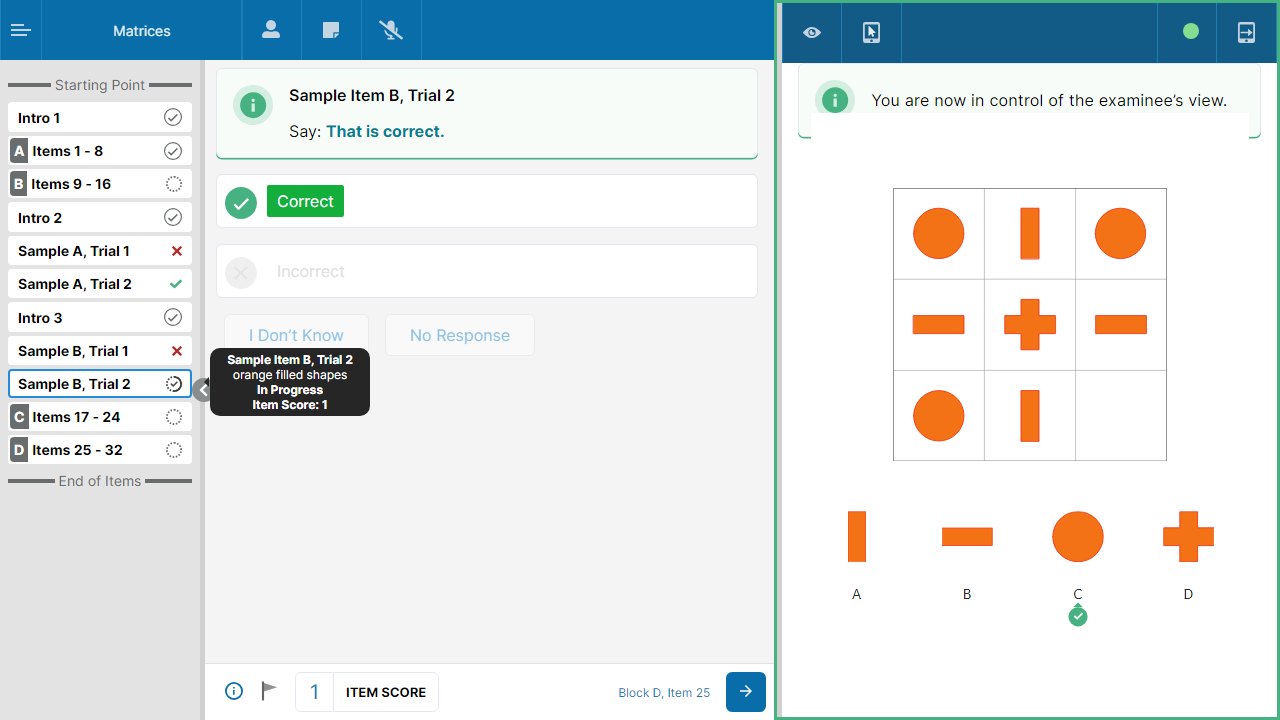 Matrices
Starting Point
Intro 1
A Items 1 - 8
B Items 9 - 16
Intro 2
Sample A, Trial 1
Sample A, Trial 2
Intro 3
Sample B, Trial 1
Sample B, Trial 2
C Items 17 - 24
D Items 25 - 32
End of Items
Sample Item B, Trial 2
Say: That is correct.
Correct
Incorrect
I Don't Know
No Response
Sample Item B, Trial 2
orange filled shapes
In Progress
Item Score: 1
1 ITEM SCORE
Block D, Item 25
You are now in control of the examinee's view.
A B C D